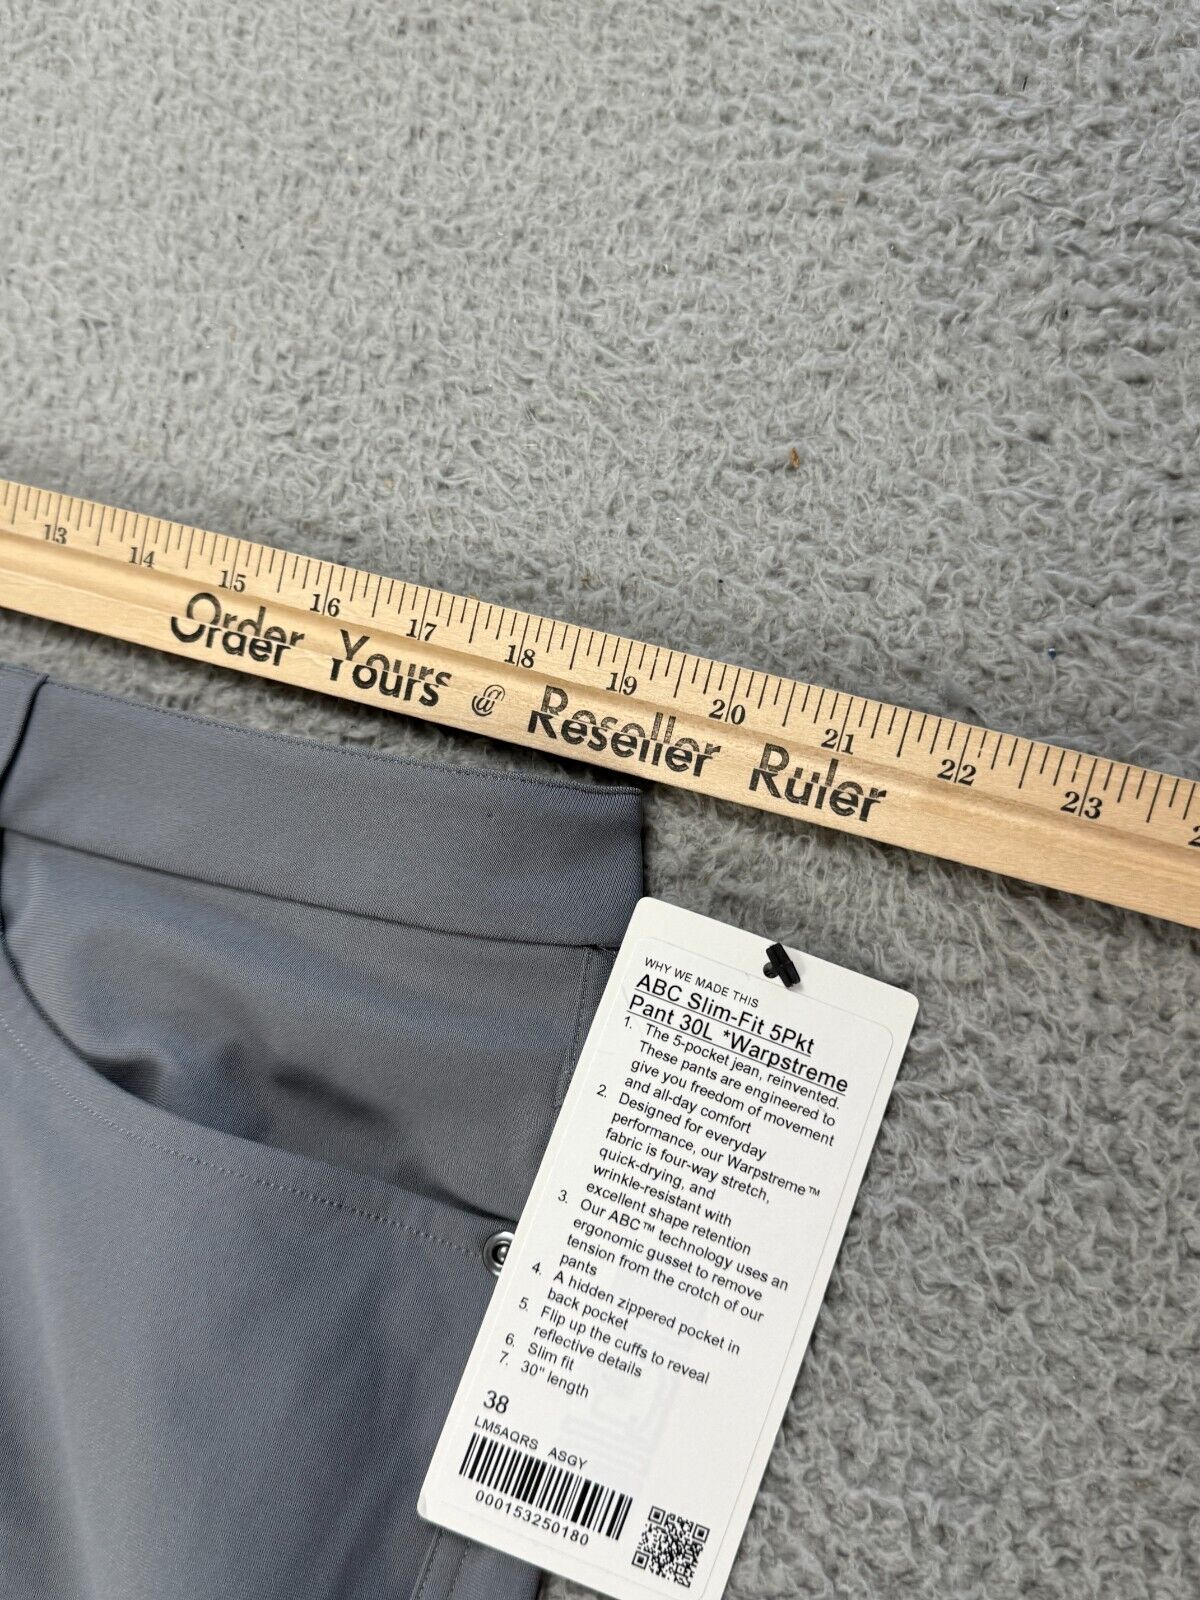 13 14 15 16 17 18 19 20 21 22 23 2
Order Yours @ Reseller Ruler
WHY WE MADE THIS
ABC Slim-Fit 5Pkt
Pant 30L *Warpstreme
1. The 5-pocket jean, reinvented.
These pants are engineered to
give you freedom of movement
and all-day comfort
2. Designed for everyday
performance, our Warpstreme™
fabric is four-way stretch,
quick-drying, and
wrinkle-resistant with
excellent shape retention
3. Our ABC™ technology uses an
ergonomic gusset to remove
tension from the crotch of our
pants
4. A hidden zippered pocket in
back pocket
5. Flip up the cuffs to reveal
reflective details
6. Slim fit
7. 30" length
38
LM5AQRS ASGY
000153250180